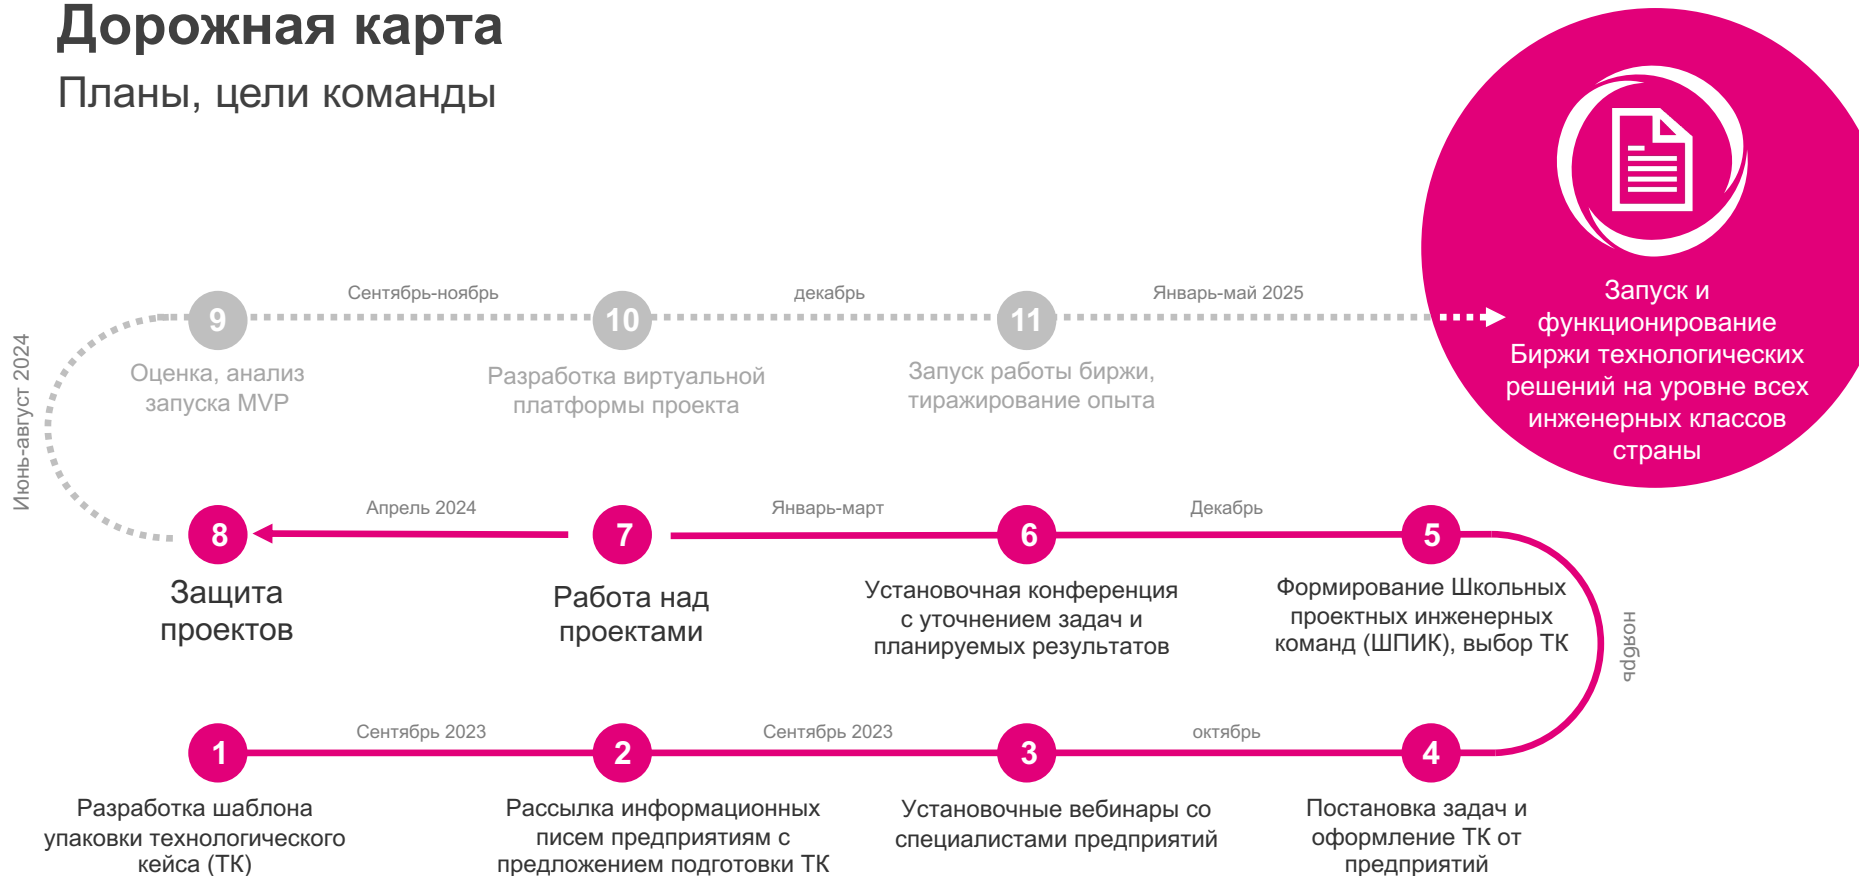 Дорожная карта
Планы, цели команды
Запуск и
функционирование
Биржи технологических
решений на уровне всех
инженерных классов
страны
Сентябрь-ноябрь
декабрь
Январь-май 2025
9
10
11
Оценка, анализ
запуска MVP
Разработка виртуальной
платформы проекта
Запуск работы биржи,
тиражирование опыта
Июнь-август 2024
Апрель 2024
Январь-март
Декабрь
8
7
6
5
Защита
проектов
Работа над
проектами
Установочная конференция
с уточнением задач и
планируемых результатов
Формирование Школьных
проектных инженерных
команд (ШПИК), выбор ТК
ноябрь
Сентябрь 2023
Сентябрь 2023
октябрь
1
2
3
4
Разработка шаблона
упаковки технологического
кейса (ТК)
Рассылка информационных
писем предприятиям с
предложением подготовки ТК
Установочные вебинары со
специалистами предприятий
Постановка задач и
оформление ТК от
предприятий